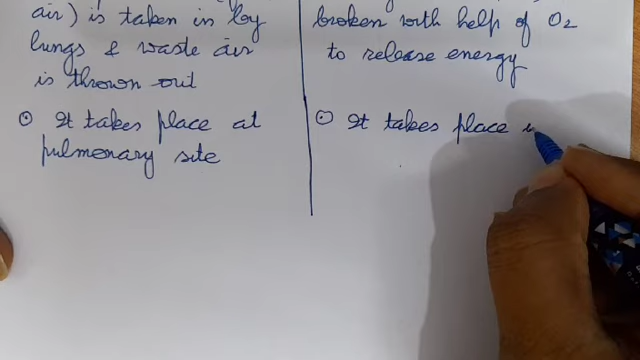 air) is taken in by
lungs & waste air
is thrown out
It takes place at
pulmonary site
broken with help of O2
to release energy
It takes place